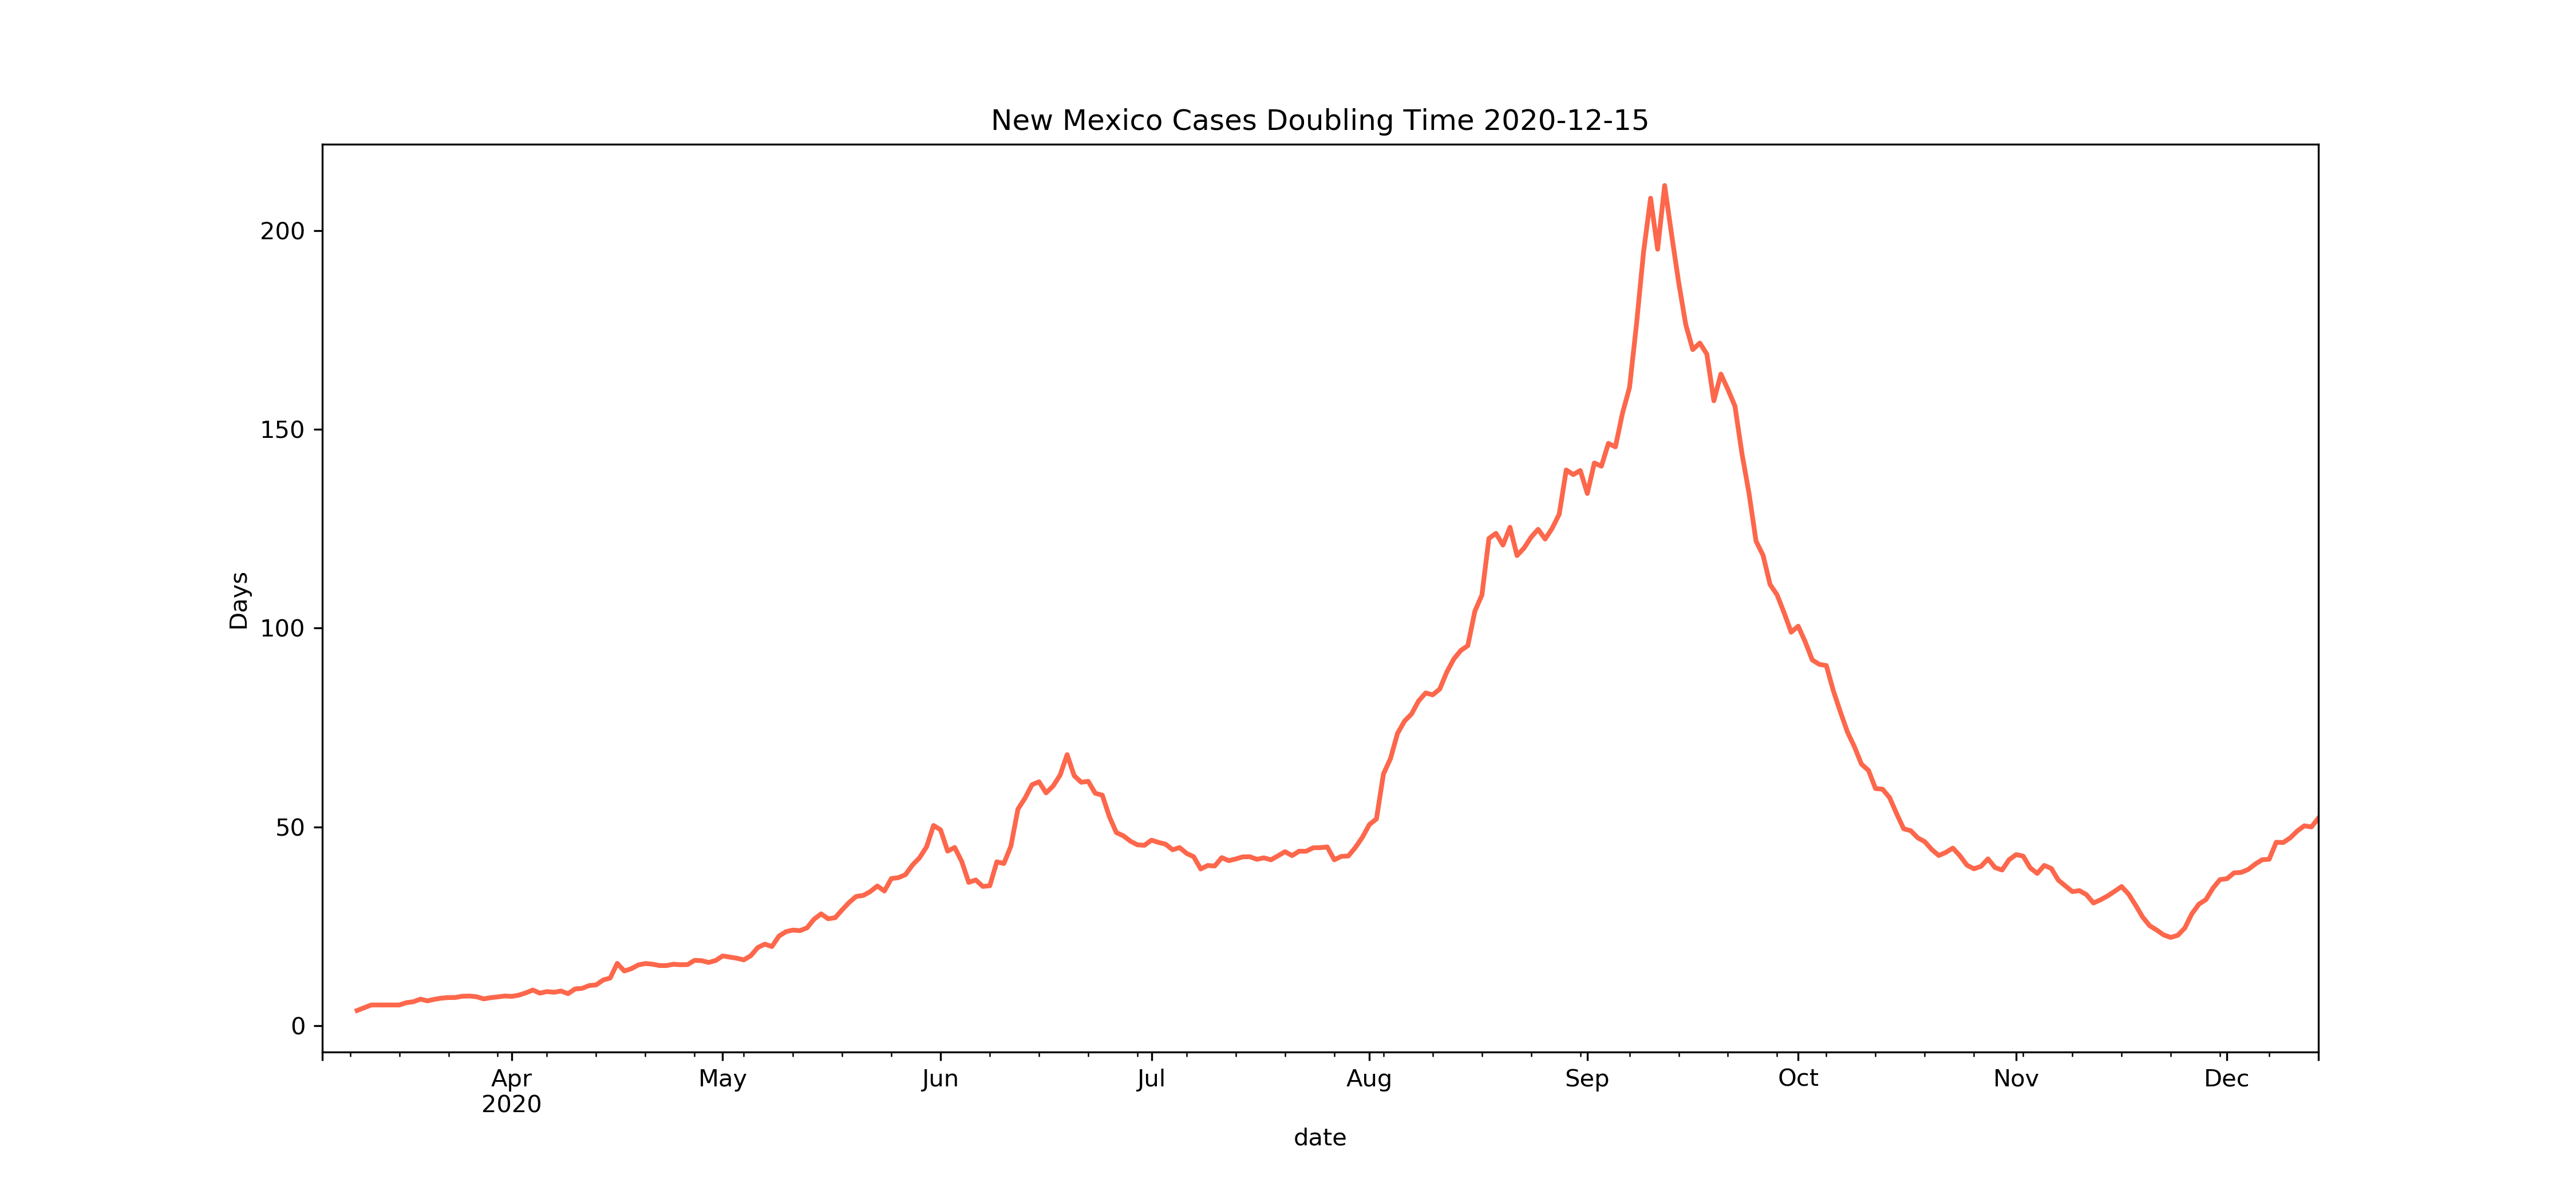 New Mexico Cases Doubling Time 2020-12-15
200
150
100
50
0
Days
Apr May Jun Jul Aug Sep Oct Nov Dec
2020
date